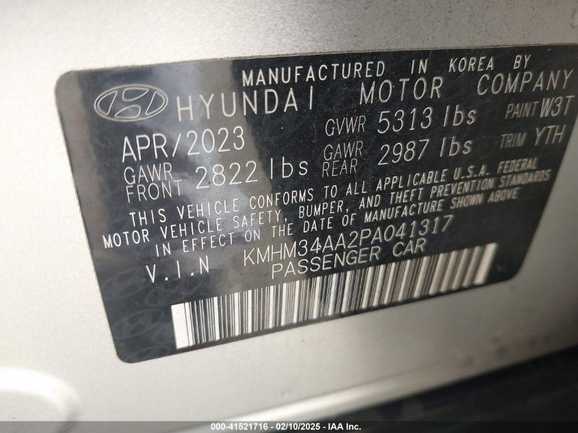 MANUFACTURED IN KOREA BY
HYUNDAI MOTOR COMPANY
APR/2023 GVWR 5313 lbs PAINT W3T
GAWR FRONT 2822 lbs GAWR REAR 2987 lbs TRIM YTH
THIS VEHICLE CONFORMS TO ALL APPLICABLE U.S.A. FEDERAL
MOTOR VEHICLE SAFETY, BUMPER, AND THEFT PREVENTION STANDARDS
IN EFFECT ON THE DATE OF MANUFACTURE SHOWN ABOVE
V.I.N KMHM34AA2PA041317
PASSENGER CAR
000-41521716 - 02/10/2025 - IAA Inc.